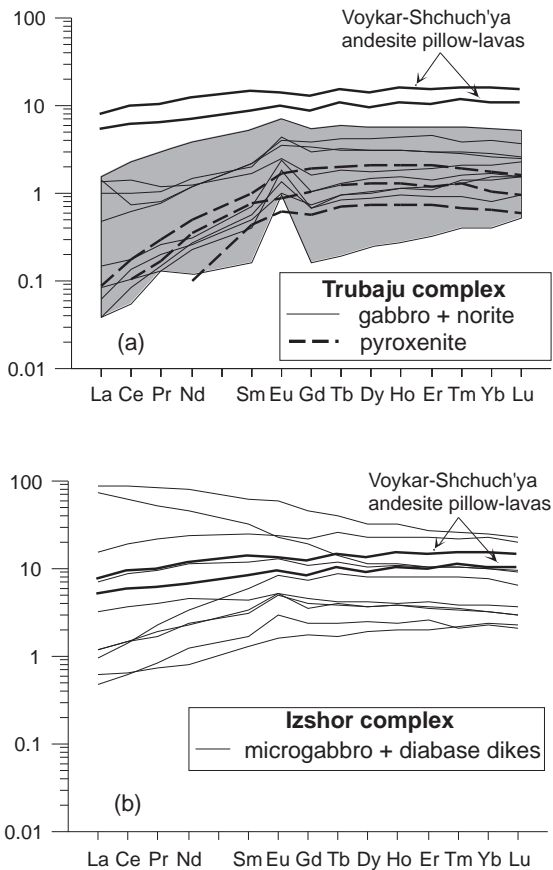 Voykar-Shchuch'ya
andesite pillow-lavas
100
10
1
0.1
0.01
Trubaju complex
gabbro + norite
pyroxenite
(a)
La Ce Pr Nd Sm Eu Gd Tb Dy Ho Er Tm Yb Lu
Voykar-Shchuch'ya
andesite pillow-lavas
100
10
1
0.1
0.01
Izshor complex
microgabbro + diabase dikes
(b)
La Ce Pr Nd Sm Eu Gd Tb Dy Ho Er Tm Yb Lu